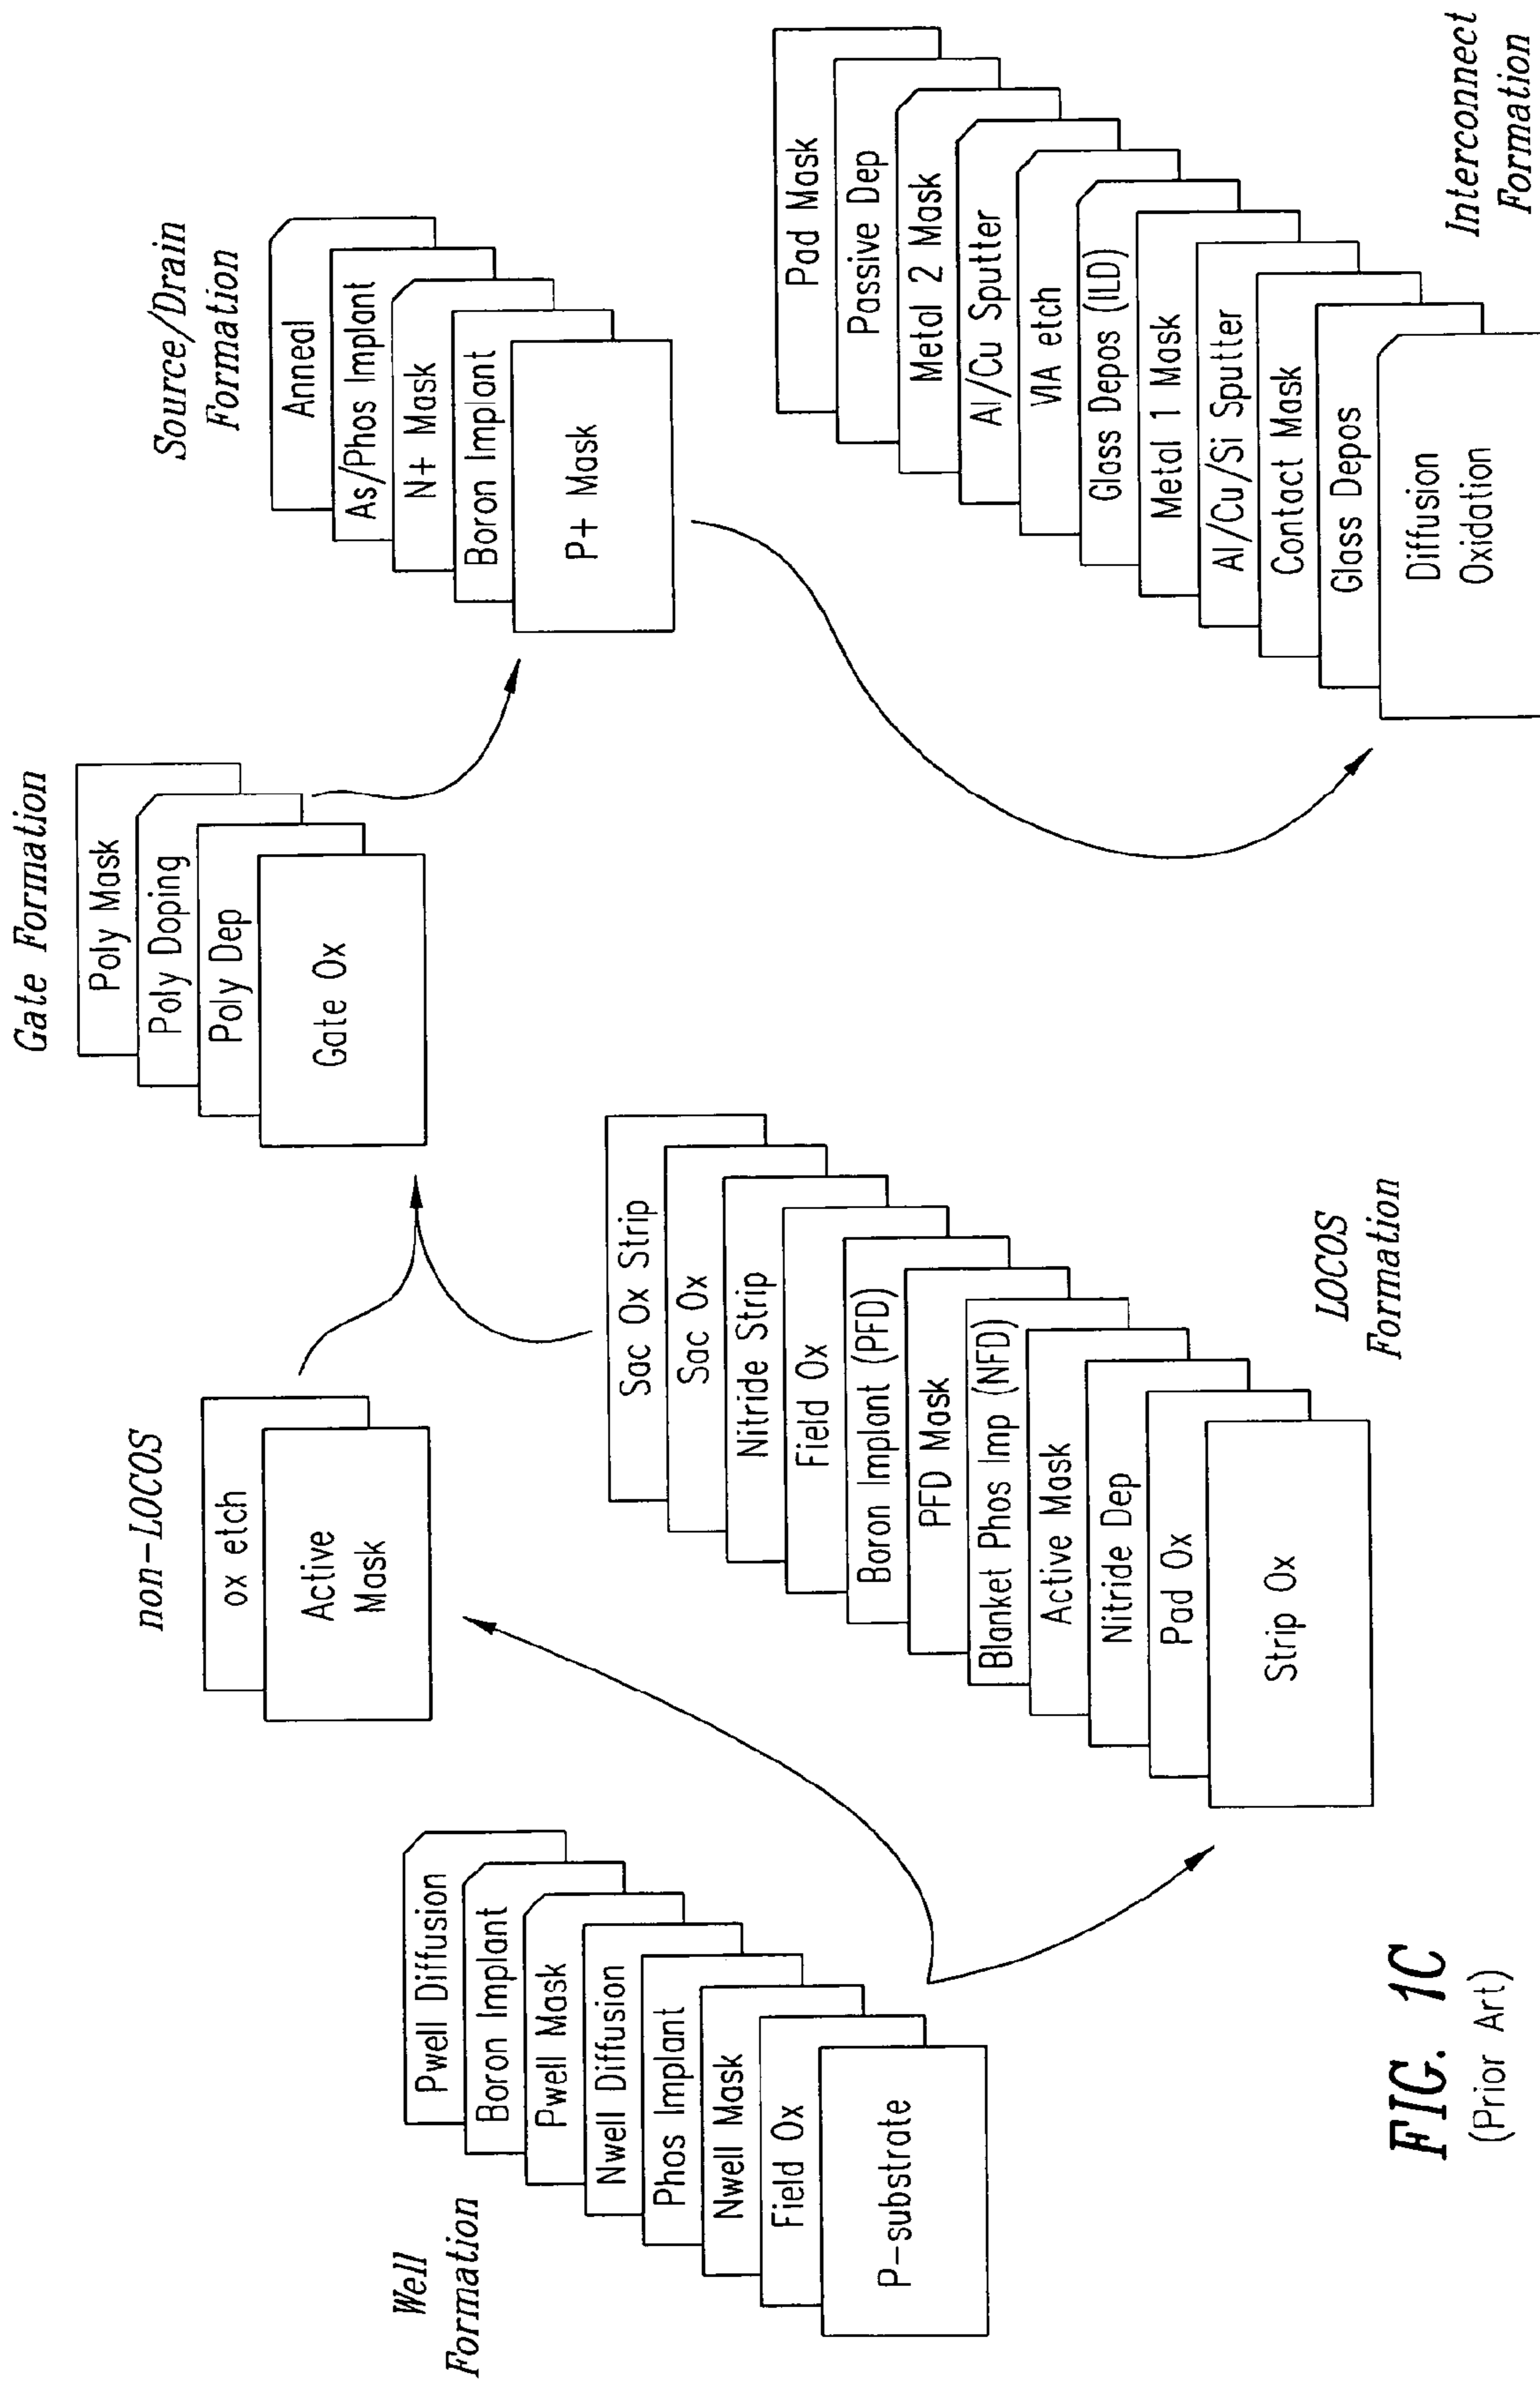 Well
Formation
Pwell Diffusion
Boron Implant
Pwell Mask
Nwell Diffusion
Phos Implant
Nwell Mask
Field Ox
P-substrate
non-LOCOS
ox etch
Active
Mask
Sac Ox Strip
Sac Ox
Nitride Strip
Field Ox
Boron Implant (PFD)
PFD Mask
Blanket Phos Imp (NFD)
Active Mask
Nitride Dep
Pad Ox
Strip Ox
LOCOS
Formation
Gate Formation
Poly Mask
Poly Doping
Poly Dep
Gate Ox
Source/Drain
Formation
Anneal
As/Phos Implant
N+ Mask
Boron Implant
P+ Mask
Pad Mask
Passive Dep
Metal 2 Mask
Al/Cu Sputter
VIA etch
Glass Depos (ILD)
Metal 1 Mask
Al/Cu/Si Sputter
Contact Mask
Glass Depos
Diffusion
Oxidation
Interconnect
Formation
FIG. 1C
(Prior Art)